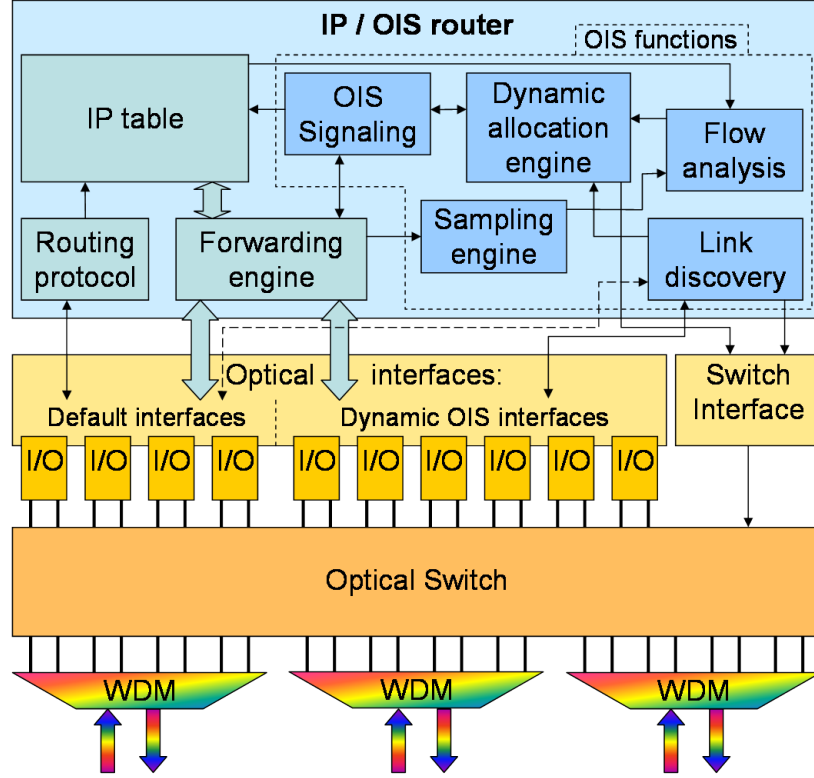 IP / OIS router
OIS functions
IP table
OIS
Signaling
Dynamic
allocation
engine
Flow
analysis
Routing
protocol
Forwarding
engine
Sampling
engine
Link
discovery
Optical interfaces:
Default interfaces
Dynamic OIS interfaces
Switch
Interface
I/O I/O I/O I/O I/O I/O I/O I/O I/O I/O
Optical Switch
WDM WDM WDM